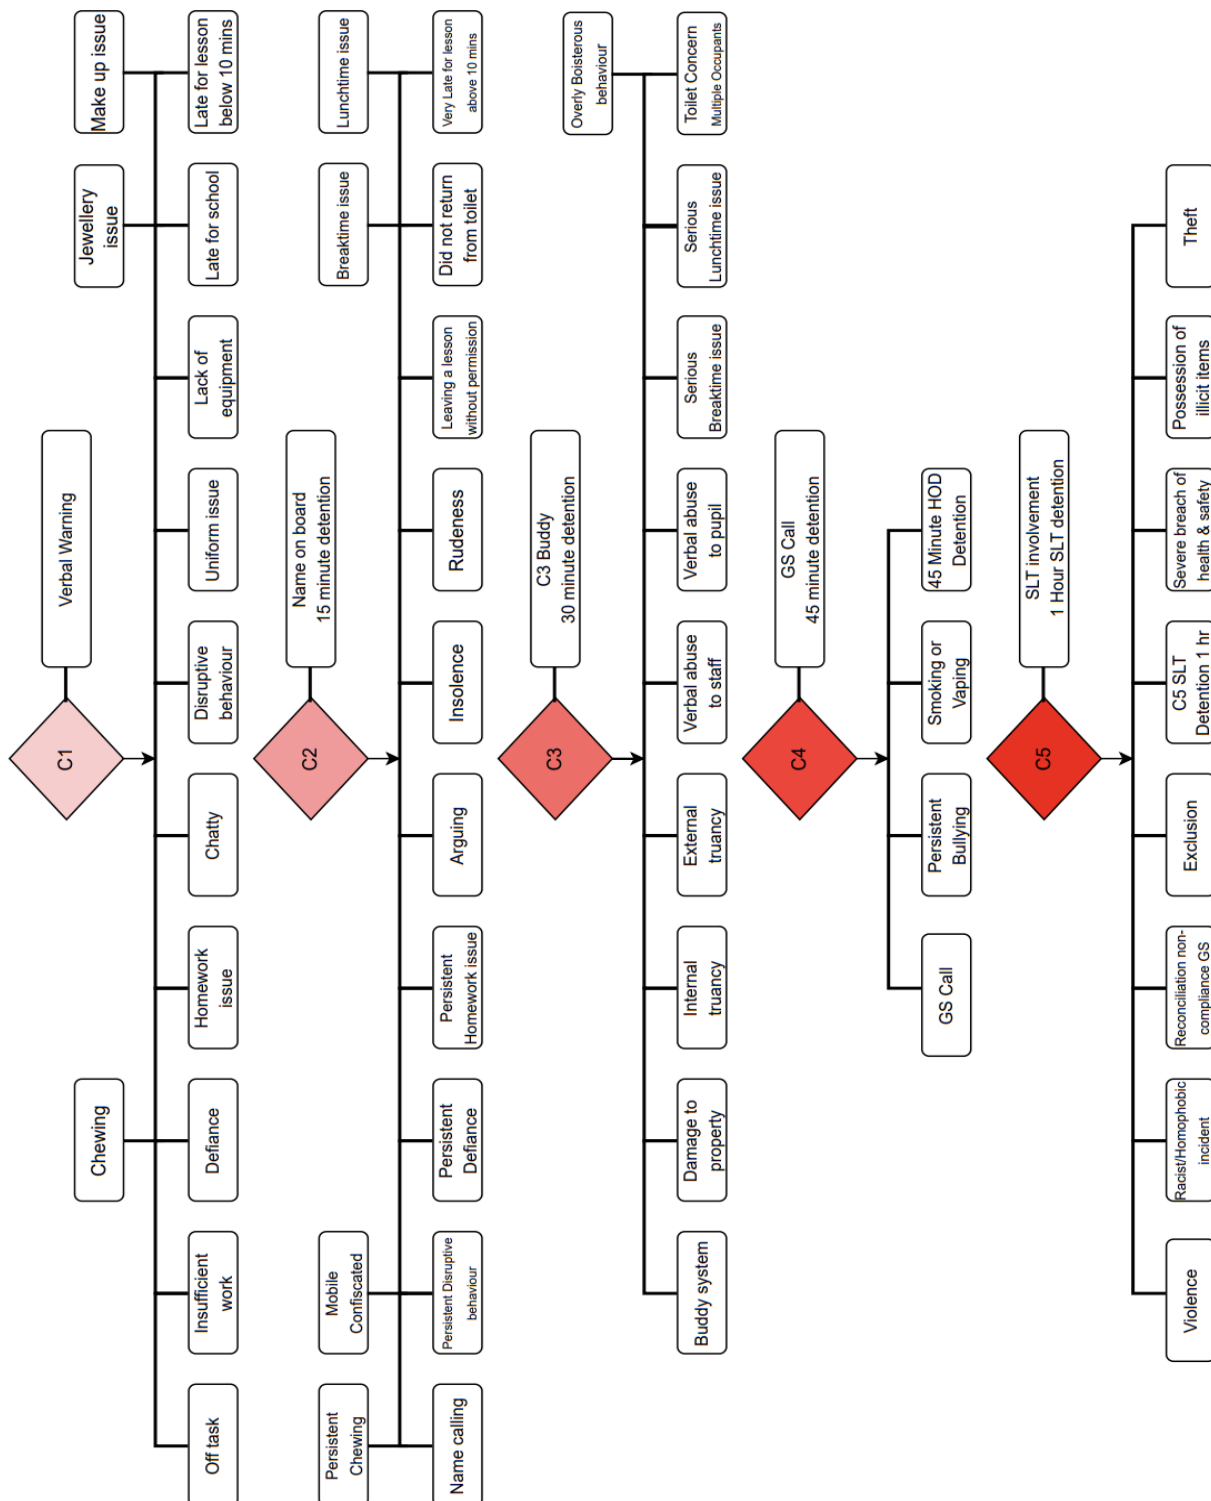 C1
Verbal Warning
Chewing
Jewellery
issue
Make up issue
Off task
Insufficient
work
Defiance
Homework
issue
Chatty
Disruptive
behaviour
Uniform issue
Lack of
equipment
Late for school
Late for lesson
below 10 mins
C2
Name on board
15 minute detention
Persistent
Chewing
Mobile
Confiscated
Breaktime issue
Lunchtime issue
Name calling
Persistent Disruptive
behaviour
Persistent
Defiance
Persistent
Homework issue
Arguing
Insolence
Rudeness
Leaving a lesson
without permission
Did not return
from toilet
Very Late for lesson
above 10 mins
C3
C3 Buddy
30 minute detention
Overly Boisterous
behaviour
Buddy system
Damage to
property
Internal
truancy
External
truancy
Verbal abuse
to staff
Verbal abuse
to pupil
Serious
Breaktime issue
Serious
Lunchtime issue
Toilet Concern
Multiple Occupants
C4
GS Call
45 minute detention
GS Call
Persistent
Bullying
Smoking or
Vaping
45 Minute HOD
Detention
C5
SLT involvement
1 Hour SLT detention
Violence
Racist/Homophobic
incident
Reconciliation non-
compliance GS
Exclusion
C5 SLT
Detention 1 hr
Severe breach of
health & safety
Possession of
illicit items
Theft